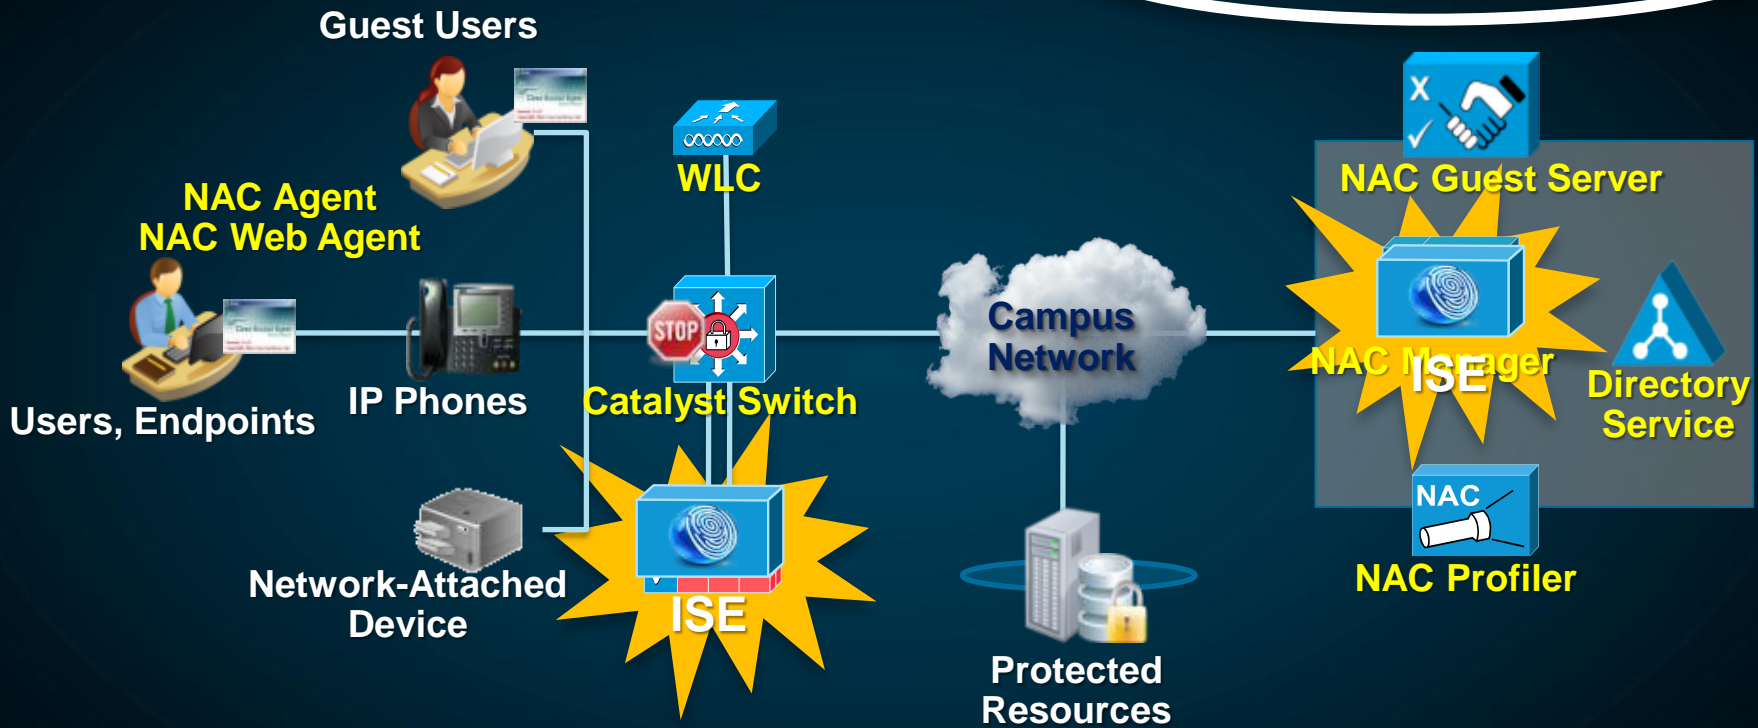 Guest Users
X
NAC Guest Server
WLC
NAC Agent
NAC Web Agent
STOP
Campus
Network
NAC Manager
ISE
Directory
Service
IP Phones
Catalyst Switch
Users, Endpoints
NAC
NAC Profiler
Network-Attached
Device
ISE
Protected
Resources